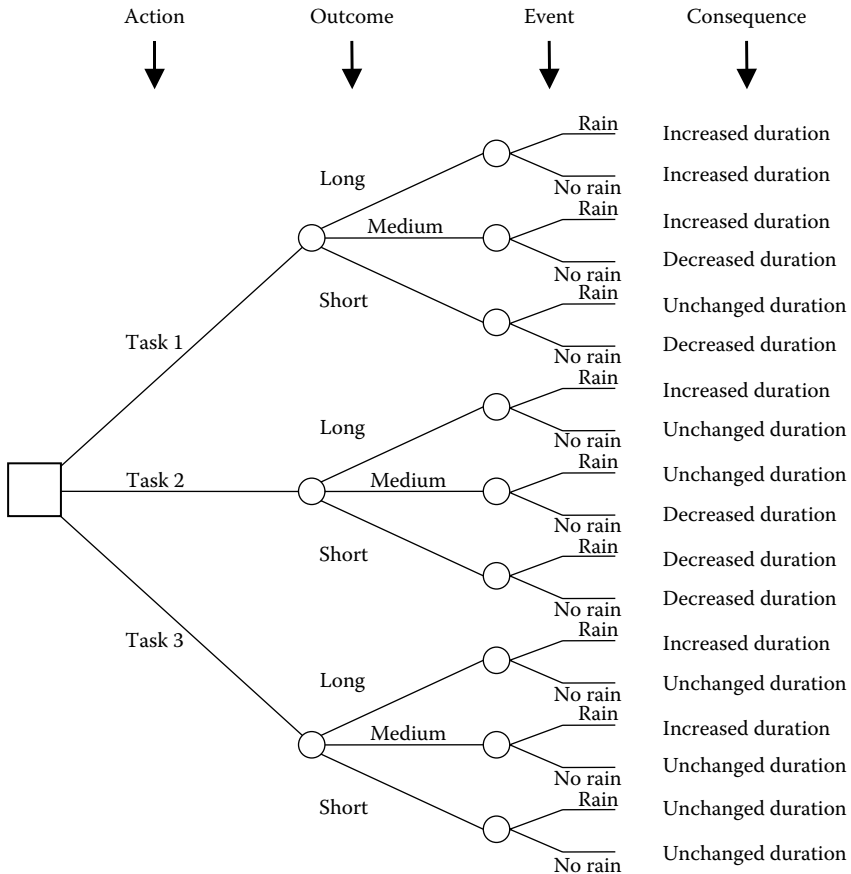 Action Outcome Event Consequence
Rain Increased duration
Long
No rain Increased duration
Rain Increased duration
Medium
No rain Decreased duration
Short
Rain Unchanged duration
Task 1
No rain Decreased duration
Rain Increased duration
Long
No rain Unchanged duration
Rain Unchanged duration
Task 2 Medium
No rain Decreased duration
Short
Rain Decreased duration
No rain Decreased duration
Task 3
Rain Increased duration
Long
No rain Unchanged duration
Rain Increased duration
Medium
No rain Unchanged duration
Short
Rain Unchanged duration
No rain Unchanged duration